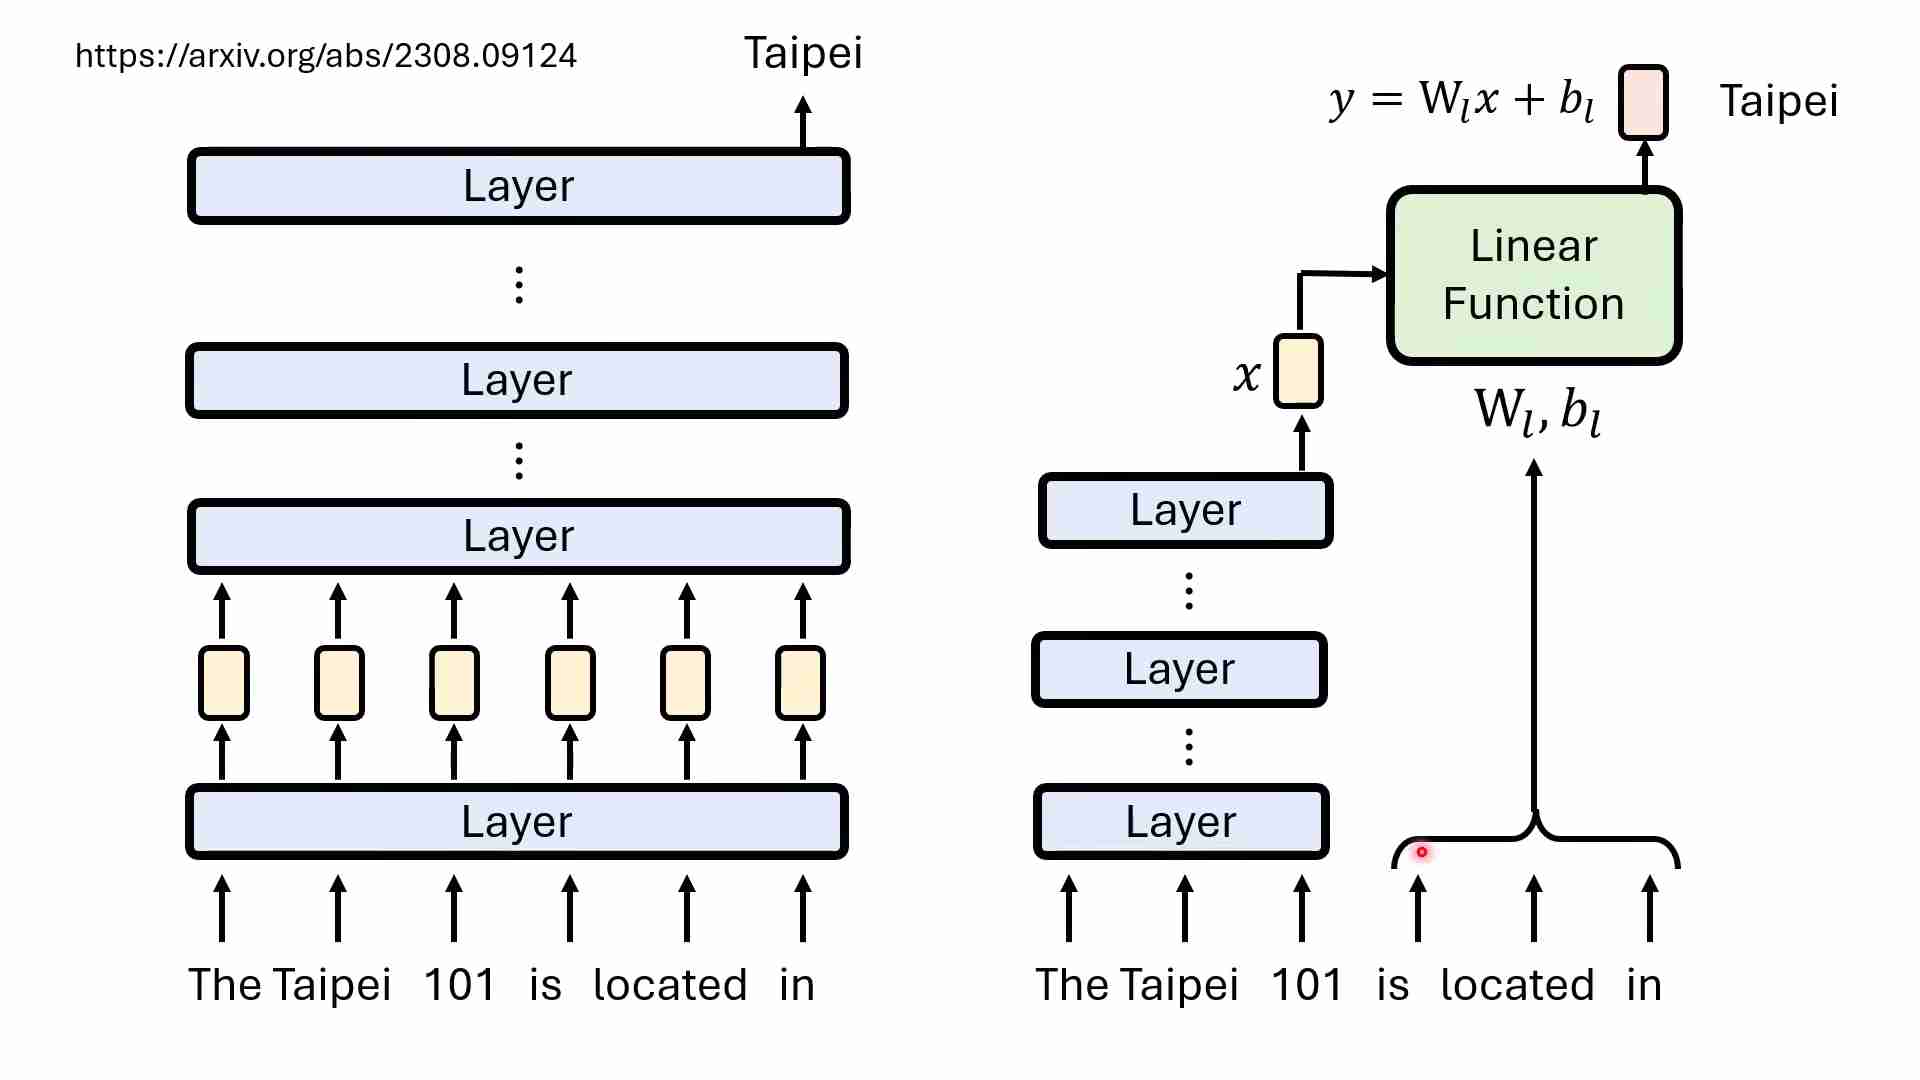 https://arxiv.org/abs/2308.09124
Taipei
Layer
Layer
Layer
Layer
The Taipei 101 is located in
y = W_l x + b_l
Taipei
Linear
Function
x
W_l, b_l
Layer
Layer
Layer
The Taipei 101 is located in